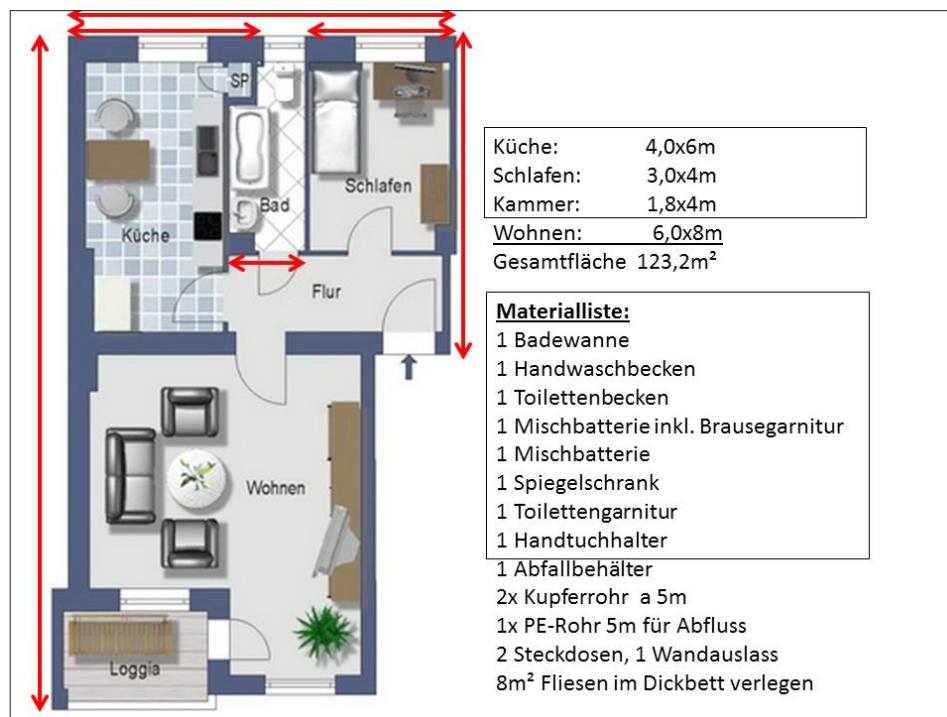 SP
Küche
Bad
Schlafen
Flur
Wohnen
Loggia
Küche: 4,0x6m
Schlafen: 3,0x4m
Kammer: 1,8x4m
Wohnen: 6,0x8m
Gesamtfläche 123,2m²
Materialliste:
1 Badewanne
1 Handwaschbecken
1 Toilettenbecken
1 Mischbatterie inkl. Brausegarnitur
1 Mischbatterie
1 Spiegelschrank
1 Toilettengarnitur
1 Handtuchhalter
1 Abfallbehälter
2x Kupferrohr a 5m
1x PE-Rohr 5m für Abfluss
2 Steckdosen, 1 Wandauslass
8m² Fliesen im Dickbett verlegen